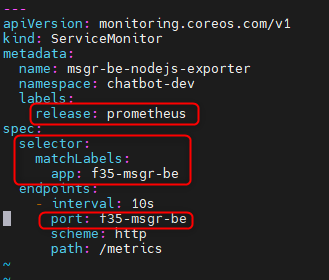 ---
apiVersion: monitoring.coreos.com/v1
kind: ServiceMonitor
metadata:
  name: msgr-be-nodejs-exporter
  namespace: chatbot-dev
  labels:
    release: prometheus
spec:
  selector:
    matchLabels:
      app: f35-msgr-be
  endpoints:
    - interval: 10s
      port: f35-msgr-be
      scheme: http
      path: /metrics
~
~